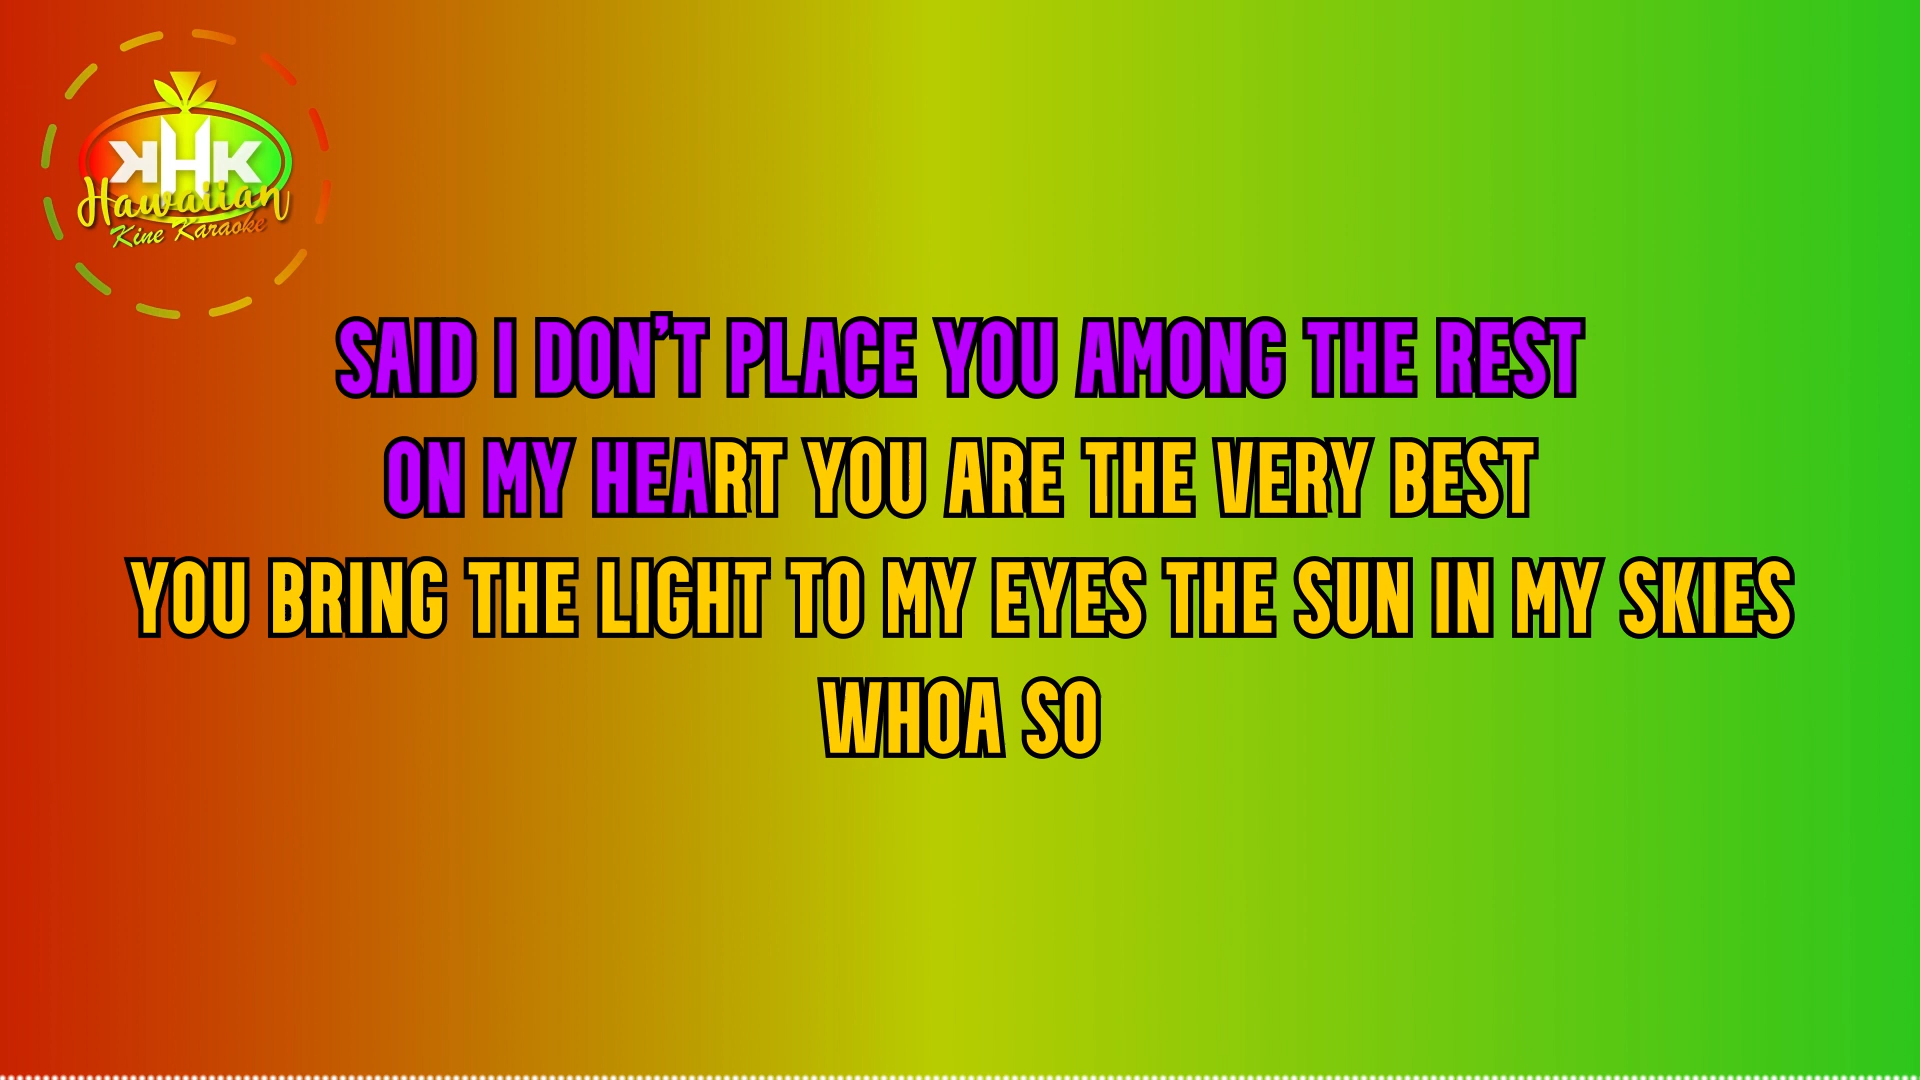 KHK
Hawaiian
Kine Karaoke
SAID I DON'T PLACE YOU AMONG THE REST
ON MY HEART YOU ARE THE VERY BEST
YOU BRING THE LIGHT TO MY EYES THE SUN IN MY SKIES
WHOA SO